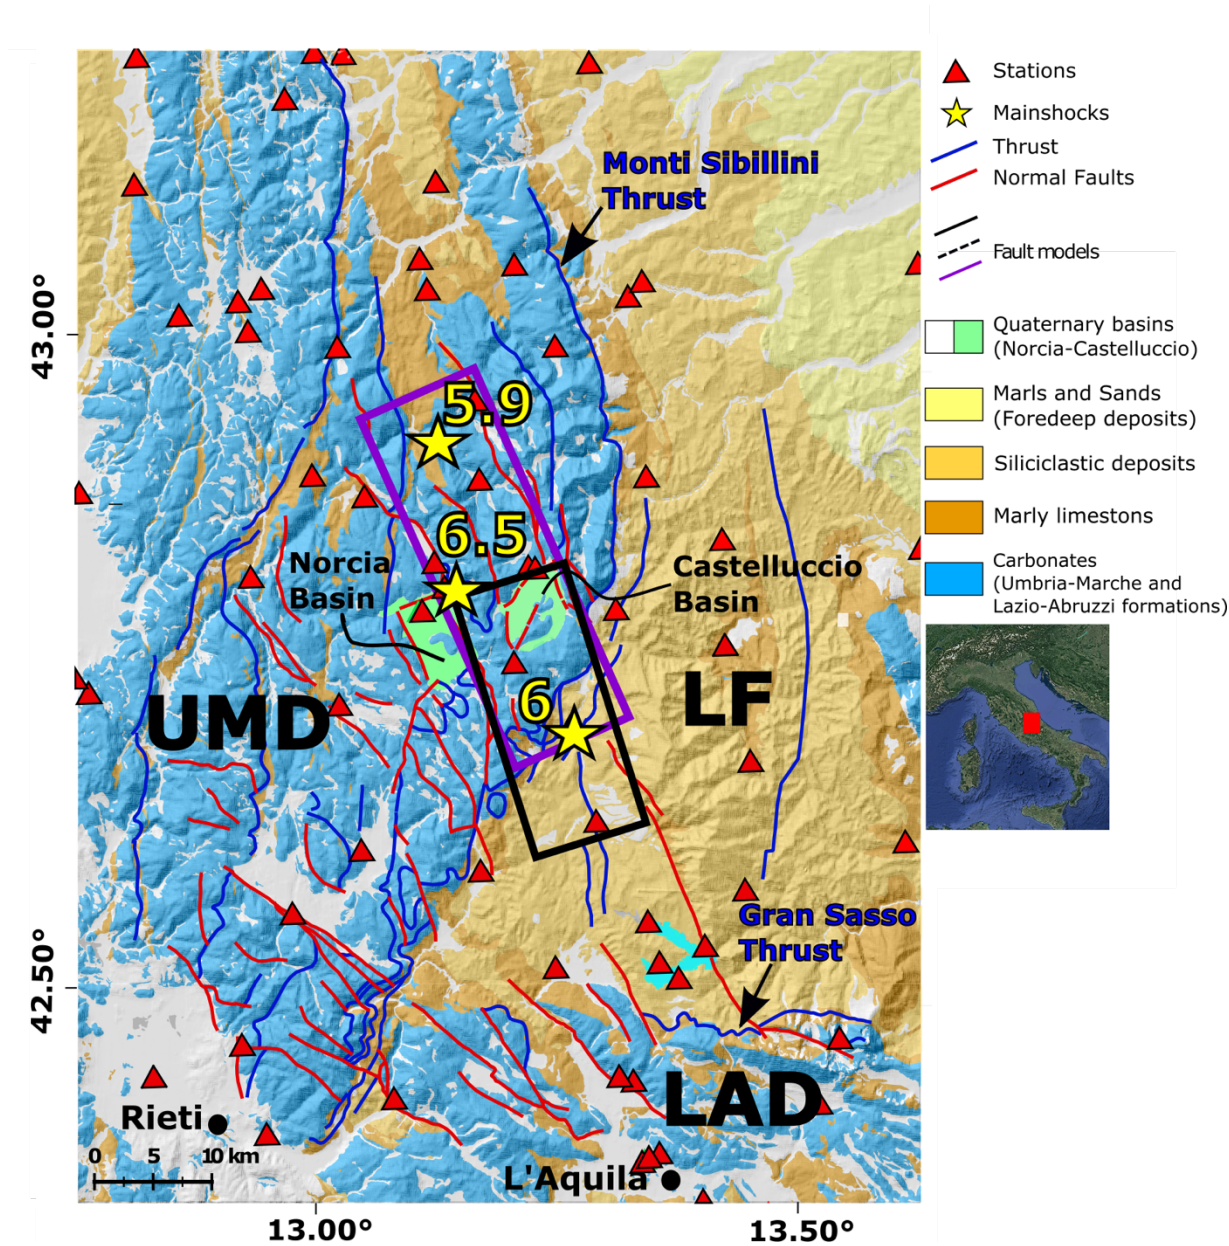 Stations
Mainshocks
Thrust
Normal Faults
Fault models
Quaternary basins
(Norcia-Castelluccio)
Marls and Sands
(Foredeep deposits)
Siliciclastic deposits
Marly limestons
Carbonates
(Umbria-Marche and
Lazio-Abruzzi formations)
Monti Sibillini
Thrust
43.00°
5.9
6.5
Norcia
Basin
Castelluccio
Basin
6
UMD
LF
Gran Sasso
Thrust
42.50°
LAD
Rieti
0 5 10 km
L'Aquila
13.00°
13.50°